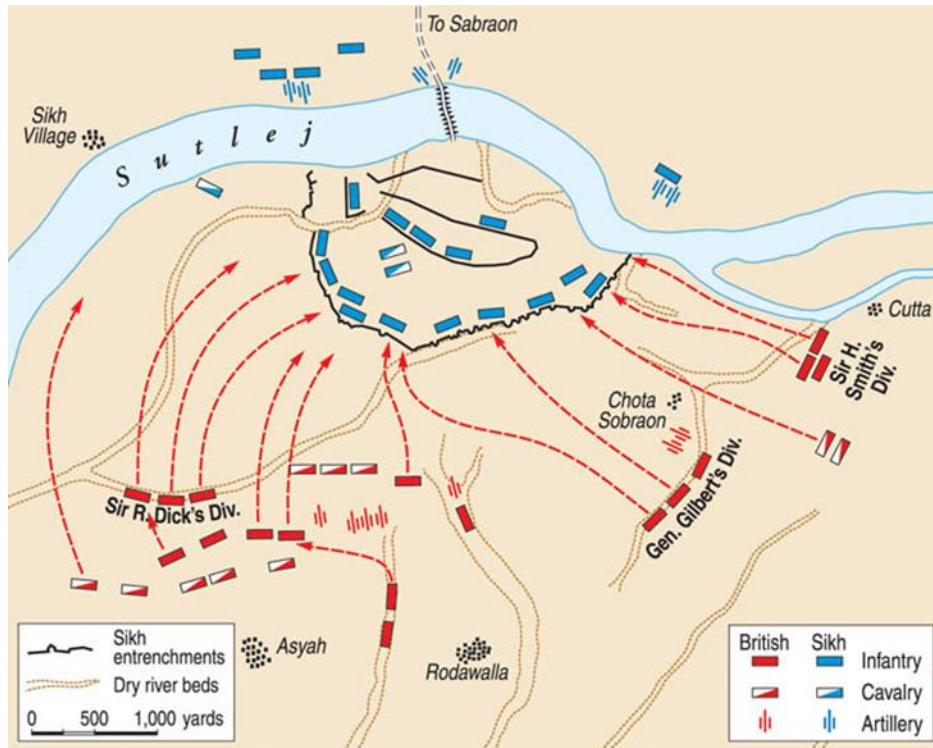 To Sabraon
Sikh
Village
Sutlej
Cutta
Sir H.
Smith's
Div.
Chota
Sobraon
Sir R. Dick's Div.
Gen. Gilbert's Div.
Asyah
Rodawalla
Sikh
entrenchments
Dry river beds
0 500 1,000 yards
British Sikh
Infantry
Cavalry
Artillery